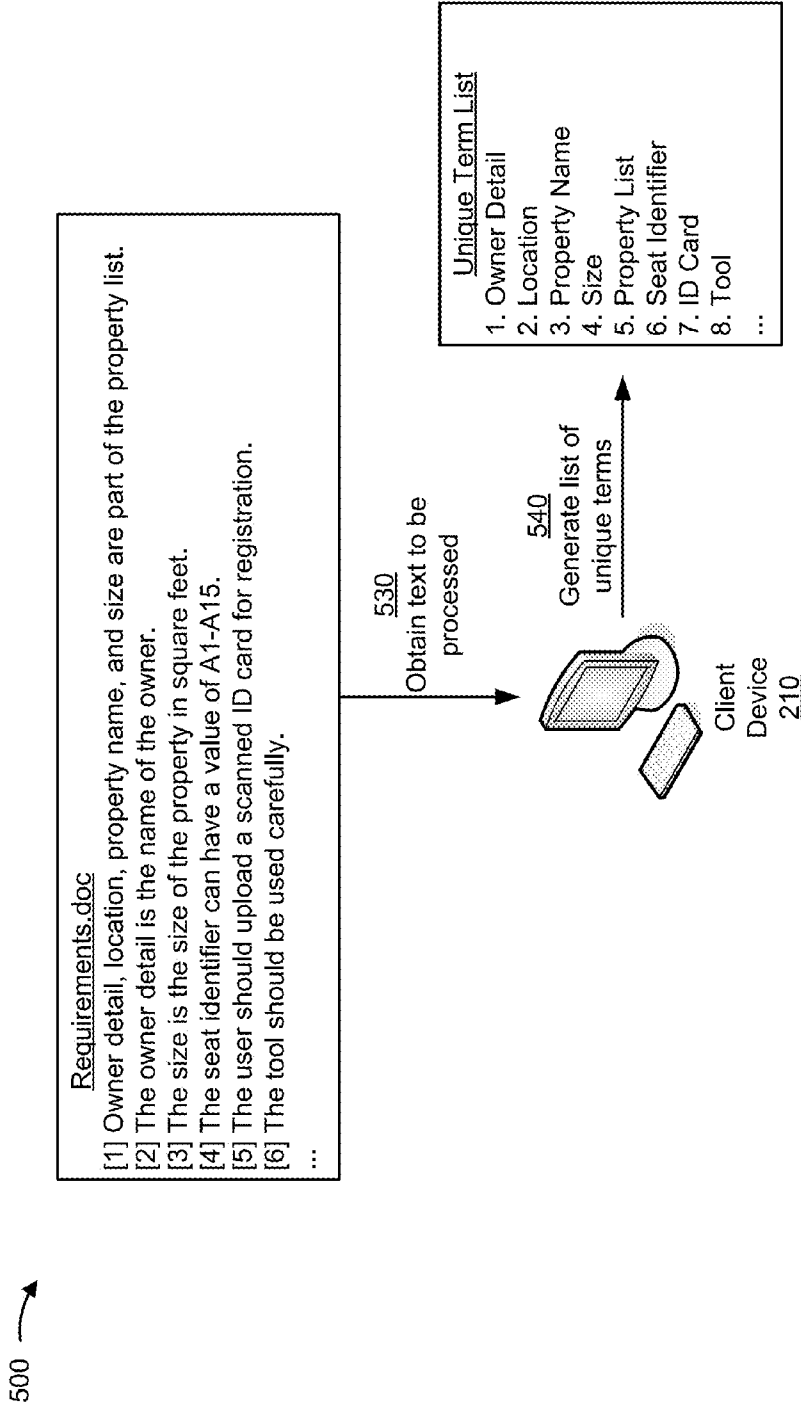 500
Requirements.doc
[1] Owner detail, location, property name, and size are part of the property list.
[2] The owner detail is the name of the owner.
[3] The size is the size of the property in square feet.
[4] The seat identifier can have a value of A1-A15.
[5] The user should upload a scanned ID card for registration.
[6] The tool should be used carefully.
...
530
Obtain text to be
processed
Client
Device
210
540
Generate list of
unique terms
Unique Term List
1. Owner Detail
2. Location
3. Property Name
4. Size
5. Property List
6. Seat Identifier
7. ID Card
8. Tool
...